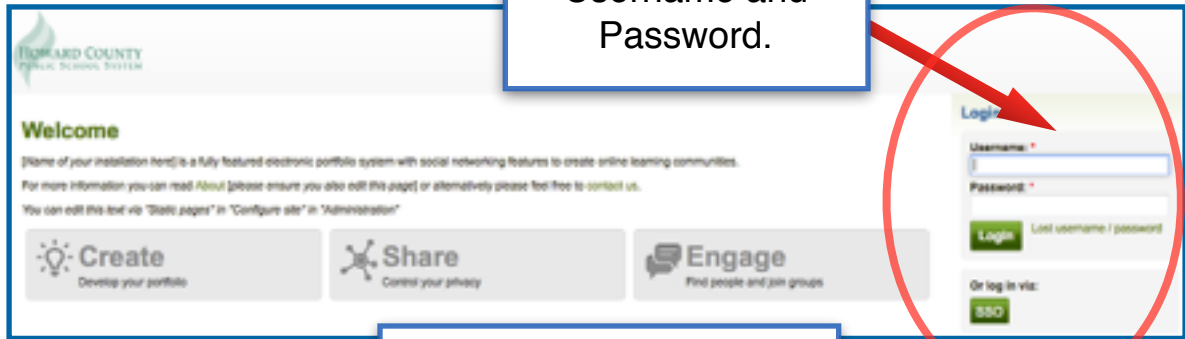 Username and
Password.
HOWARD COUNTY
PUBLIC SCHOOL SYSTEM
Welcome
[Name of your installation here] is a fully featured electronic portfolio system with social networking features to create online learning communities.
For more information you can read About [please ensure you also edit this page] or alternatively please feel free to contact us.
You can edit this text via "Static pages" in "Configure site" in "Administration"
Create
Develop your portfolio
Share
Control your privacy
Engage
Find people and join groups
Login
Username: *
Password: *
Login Lost username / password
Or log in via:
SSO